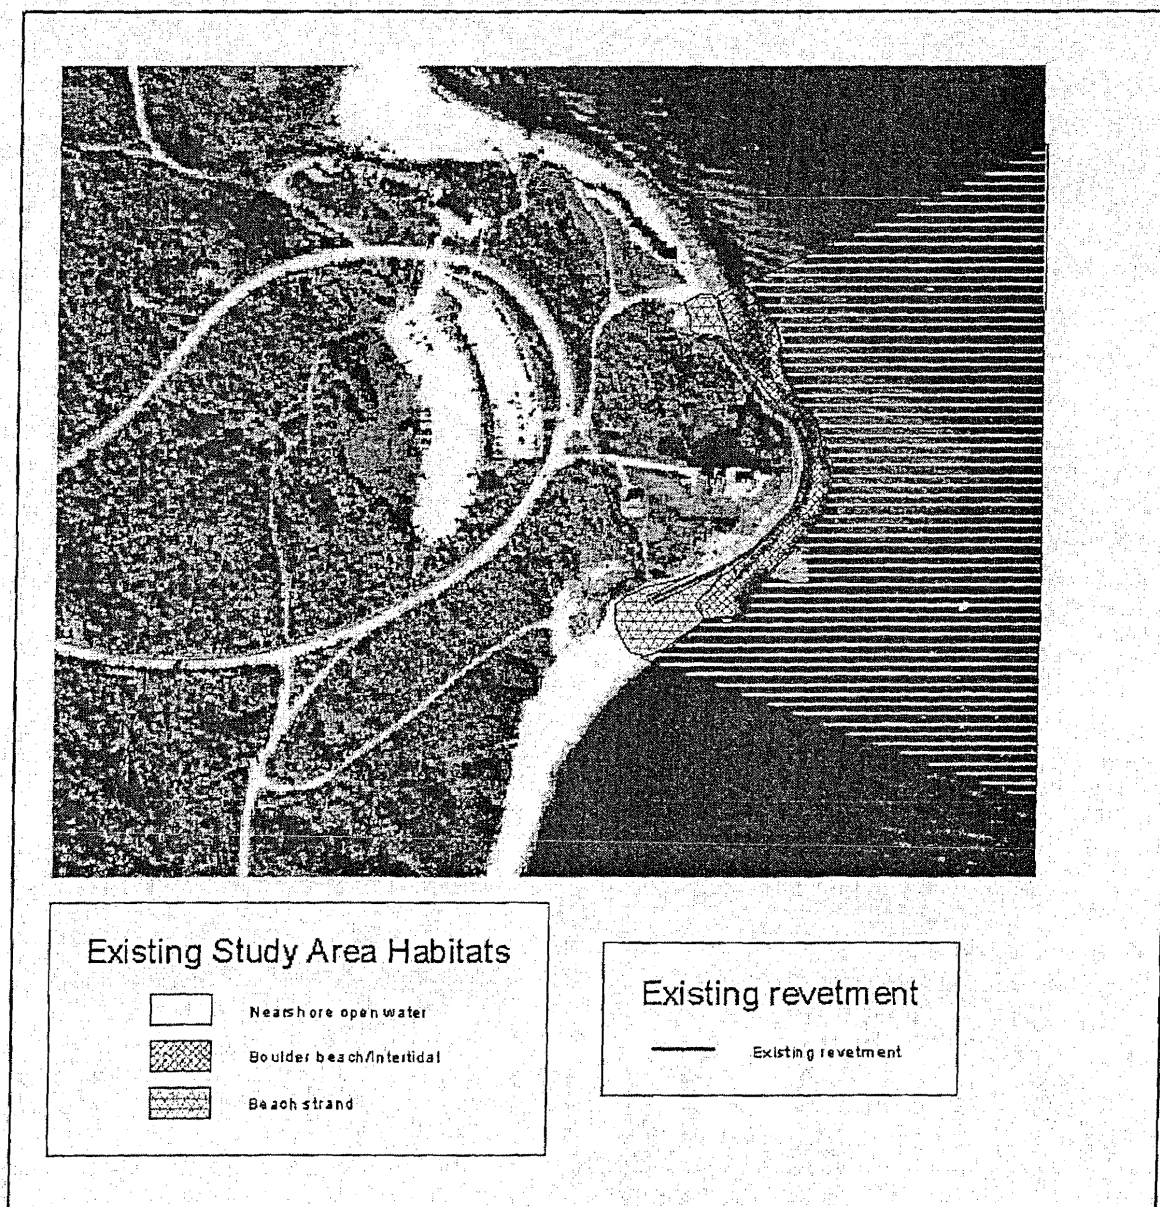 Existing Study Area Habitats
Nearshore open water
Boulder beach/Intertidal
Beach strand
Existing revetment
Existing revetment